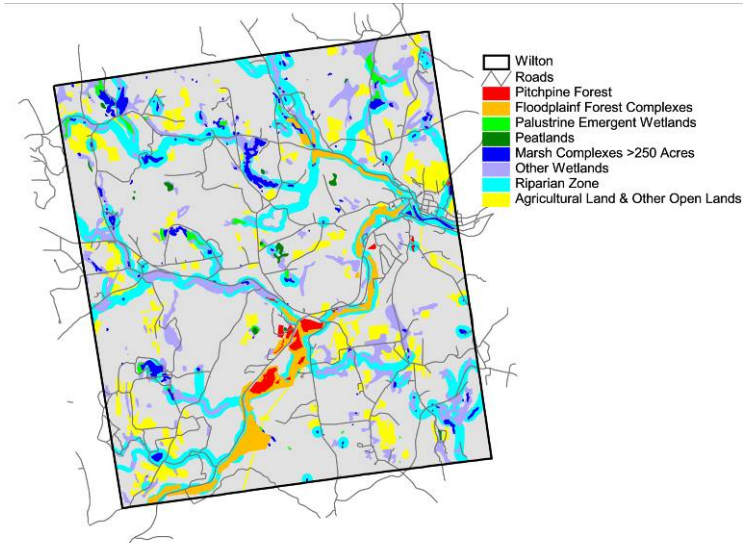 Wilton
Roads
Pitchpine Forest
Floodplainf Forest Complexes
Palustrine Emergent Wetlands
Peatlands
Marsh Complexes >250 Acres
Other Wetlands
Riparian Zone
Agricultural Land & Other Open Lands